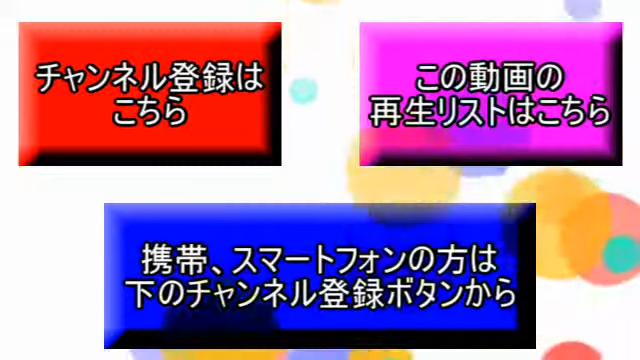 チャンネル登録は
こちら
この動画の
再生リストはこちら
携帯、スマートフォンの方は
下のチャンネル登録ボタンから